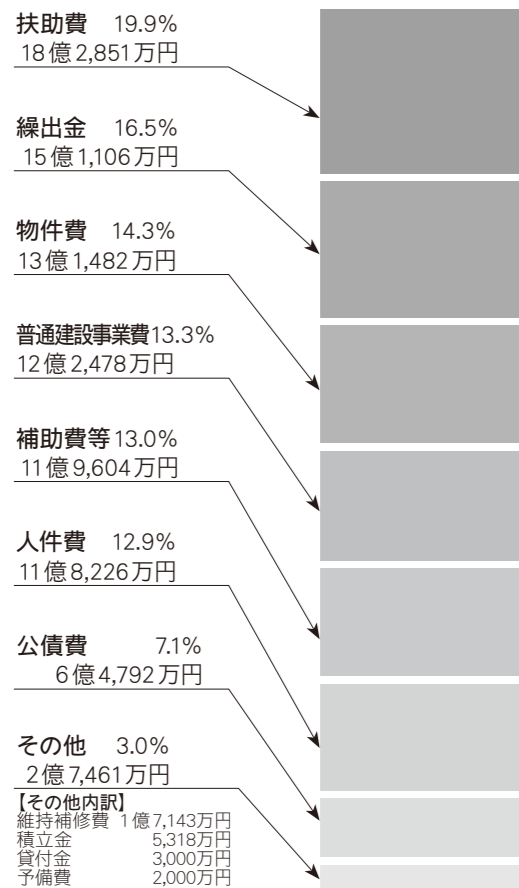 扶助費 19.9%
18億2,851万円
繰出金 16.5%
15億1,106万円
物件費 14.3%
13億1,482万円
普通建設事業費13.3%
12億2,478万円
補助費等13.0%
11億9,604万円
人件費 12.9%
11億8,226万円
公債費 7.1%
6億4,792万円
その他 3.0%
2億7,461万円
【その他内訳】
維持補修費 1億7,143万円
積立金 5,318万円
貸付金 3,000万円
予備費 2,000万円